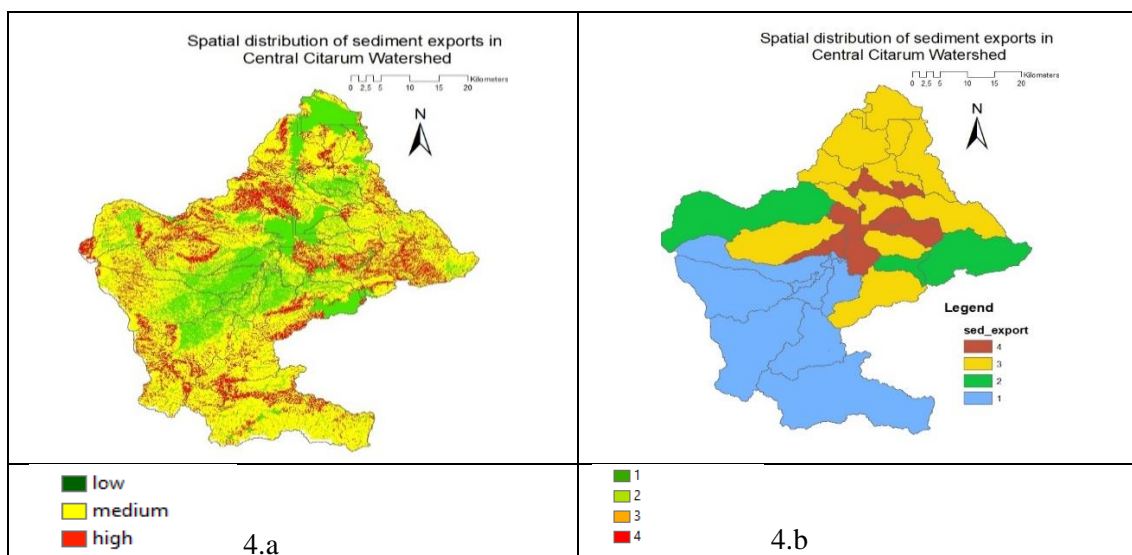 Spatial distribution of sediment exports in
Central Citarum Watershed
Kilometers
0 2,5 5 10 15 20
N
Spatial distribution of sediment exports in
Central Citarum Watershed
Kilometers
0 2,5 5 10 15 20
N
Legend
sed_export
4
3
2
1
low
medium
high
4.a
1
2
3
4
4.b